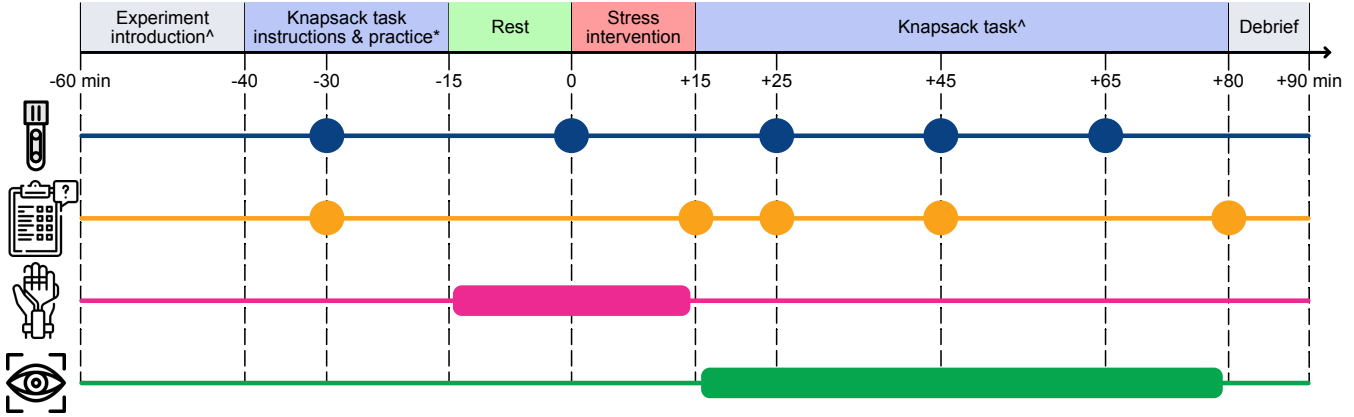 Experiment
introduction^
Knapsack task
instructions & practice*
Rest
Stress
intervention
Knapsack task^
Debrief
-60 min
-40
-30
-15
0
+15
+25
+45
+65
+80
+90 min
?